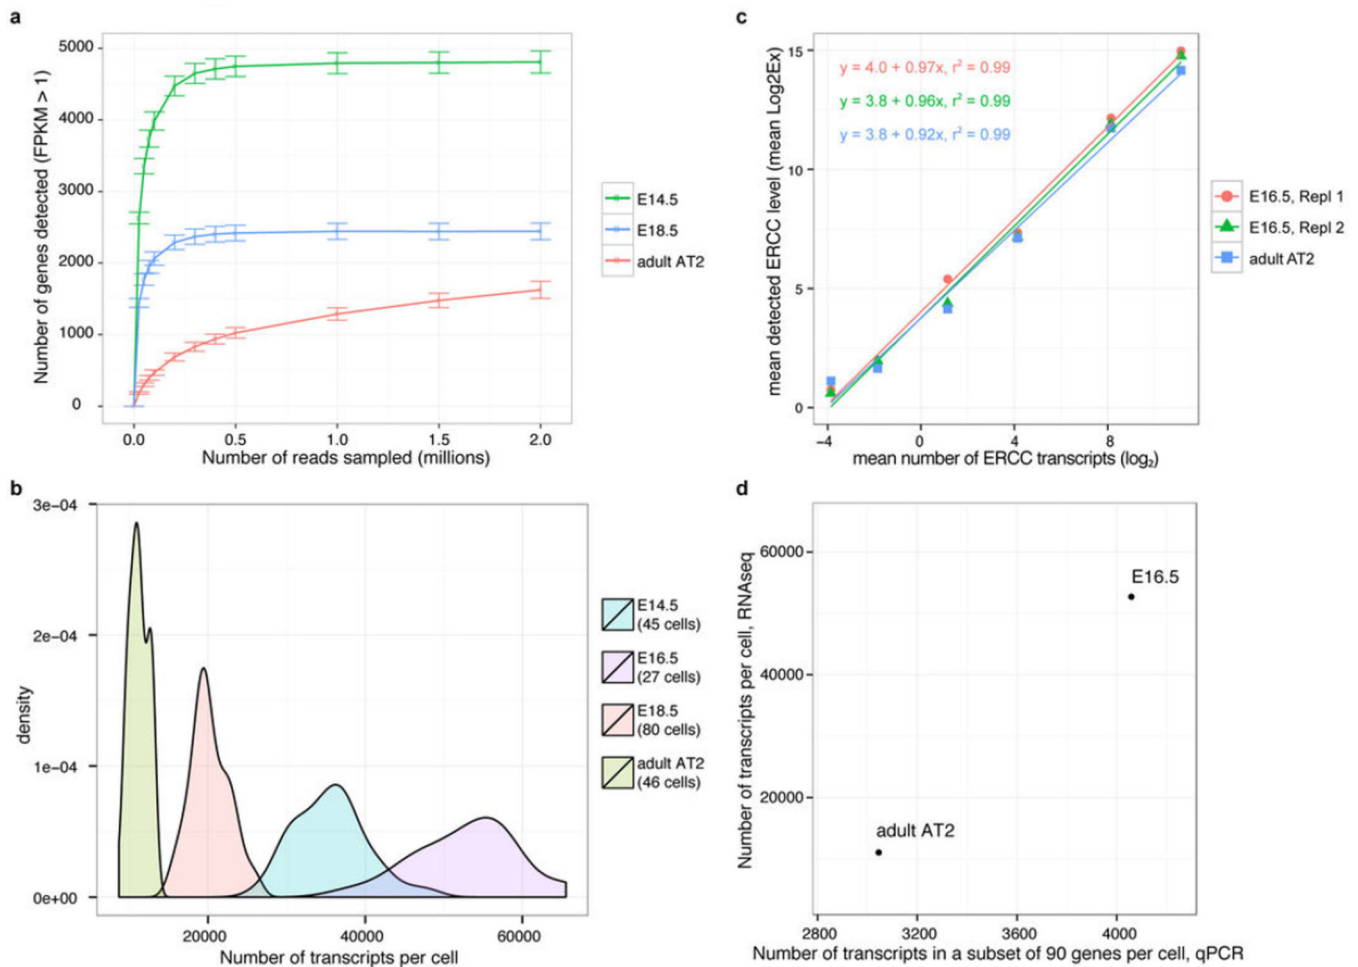 a
5000
4000
3000
2000
1000
0
Number of genes detected (FPKM > 1)
0.0 0.5 1.0 1.5 2.0
Number of reads sampled (millions)
E14.5
E18.5
adult AT2
c
15
10
5
0
mean detected ERCC level (mean Log2Ex)
y = 4.0 + 0.97x, r² = 0.99
y = 3.8 + 0.96x, r² = 0.99
y = 3.8 + 0.92x, r² = 0.99
−4 0 4 8
mean number of ERCC transcripts (log₂)
E16.5, Repl 1
E16.5, Repl 2
adult AT2
b
3e−04
2e−04
1e−04
0e+00
density
20000 40000 60000
Number of transcripts per cell
E14.5
(45 cells)
E16.5
(27 cells)
E18.5
(80 cells)
adult AT2
(46 cells)
d
60000
40000
20000
Number of transcripts per cell, RNAseq
E16.5
adult AT2
2800 3200 3600 4000
Number of transcripts in a subset of 90 genes per cell, qPCR